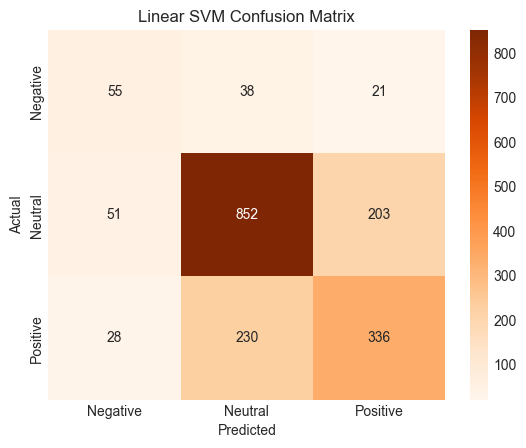 Linear SVM Confusion Matrix
Actual
Negative
Neutral
Positive
55 38 21
51 852 203
28 230 336
Negative Neutral Positive
Predicted
800
700
600
500
400
300
200
100